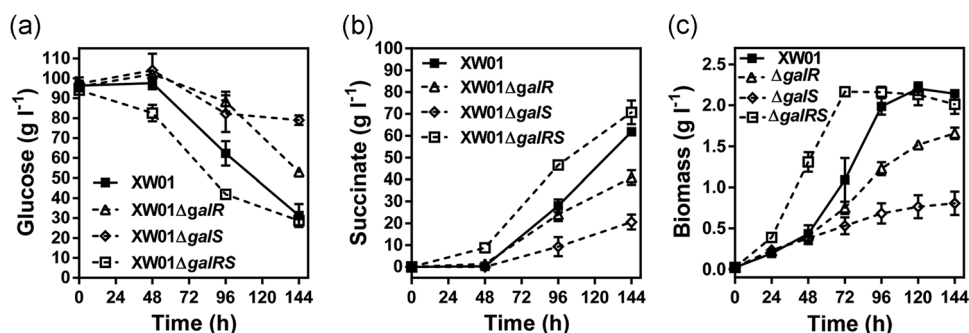 (a)
Glucose (g l⁻¹)
110
100
90
80
70
60
50
40
30
20
10
0
XW01
XW01ΔgalR
XW01ΔgalS
XW01ΔgalRS
0 24 48 72 96 120 144
Time (h)
(b)
Succinate (g l⁻¹)
100
90
80
70
60
50
40
30
20
10
0
XW01
XW01ΔgalR
XW01ΔgalS
XW01ΔgalRS
0 24 48 72 96 120 144
Time (h)
(c)
Biomass (g l⁻¹)
2.5
2.0
1.5
1.0
0.5
0.0
XW01
ΔgalR
ΔgalS
ΔgalRS
0 24 48 72 96 120 144
Time (h)